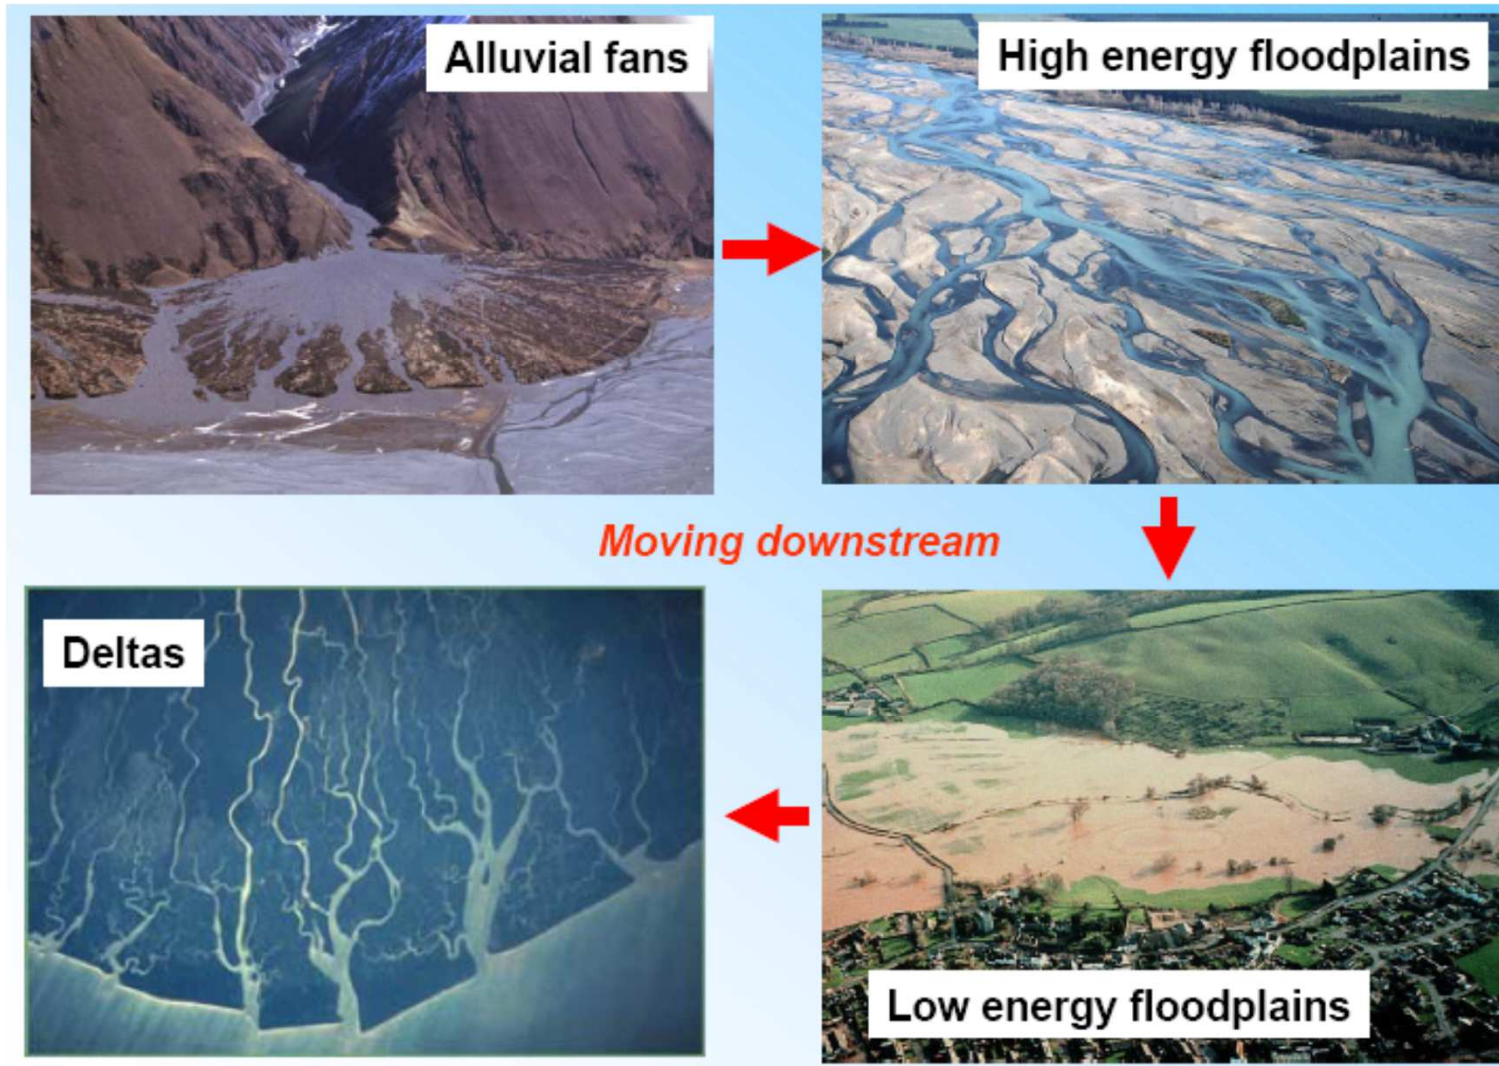 Alluvial fans
High energy floodplains
Moving downstream
Deltas
Low energy floodplains